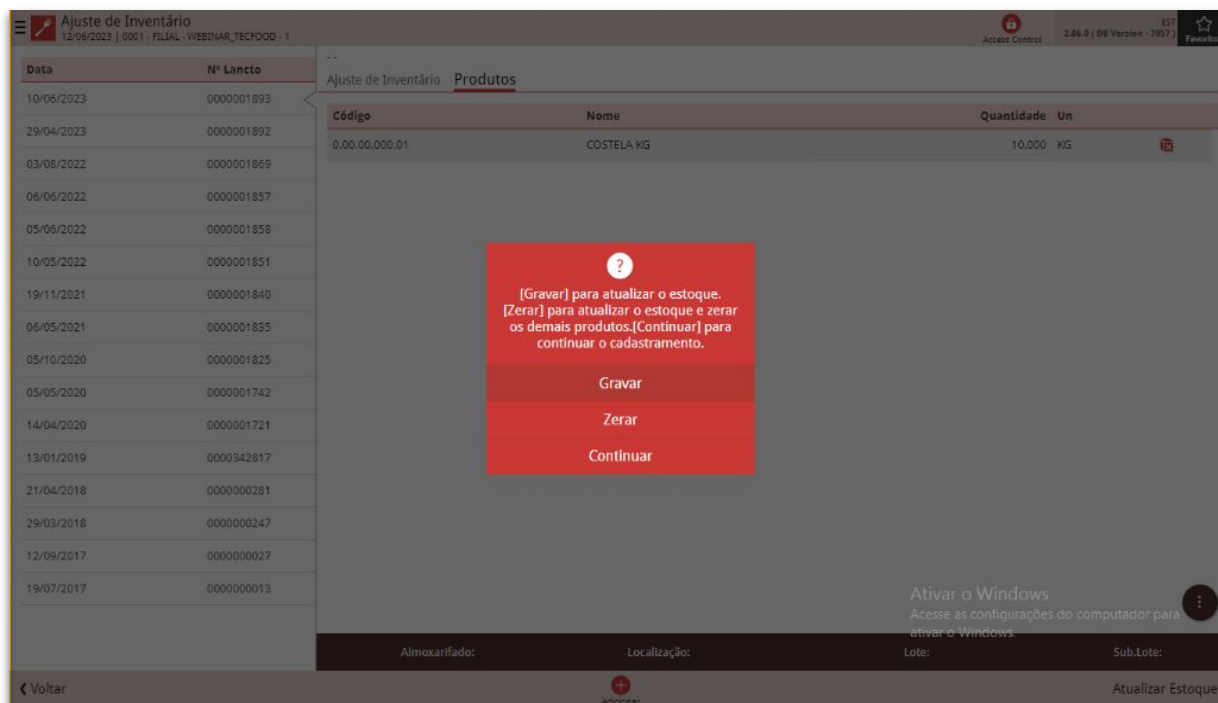 Ajuste de Inventário
12/06/2023 | 0001 - FILIAL - WEBINAR_TECFOOD - 1
Access Control
EST
2.06.0 ( DB Version - 7057 )
Favorito
Data Nº Lancto
10/06/2023 0000001893
29/04/2023 0000001892
03/08/2022 0000001869
06/06/2022 0000001857
05/06/2022 0000001858
10/05/2022 0000001851
19/11/2021 0000001840
06/05/2021 0000001835
05/10/2020 0000001825
05/05/2020 0000001742
14/04/2020 0000001721
13/01/2019 0000342817
21/04/2018 0000000281
29/03/2018 0000000247
12/09/2017 0000000027
19/07/2017 0000000013
--
Ajuste de Inventário Produtos
Código Nome Quantidade Un
0.00.00.000.01 COSTELA KG 10,000 KG
?
[Gravar] para atualizar o estoque.
[Zerar] para atualizar o estoque e zerar
os demais produtos.[Continuar] para
continuar o cadastramento.
Gravar
Zerar
Continuar
Ativar o Windows
Acesse as configurações do computador para
ativar o Windows.
Almoxarifado: Localização: Lote: Sub.Lote:
Voltar
Atualizar Estoque